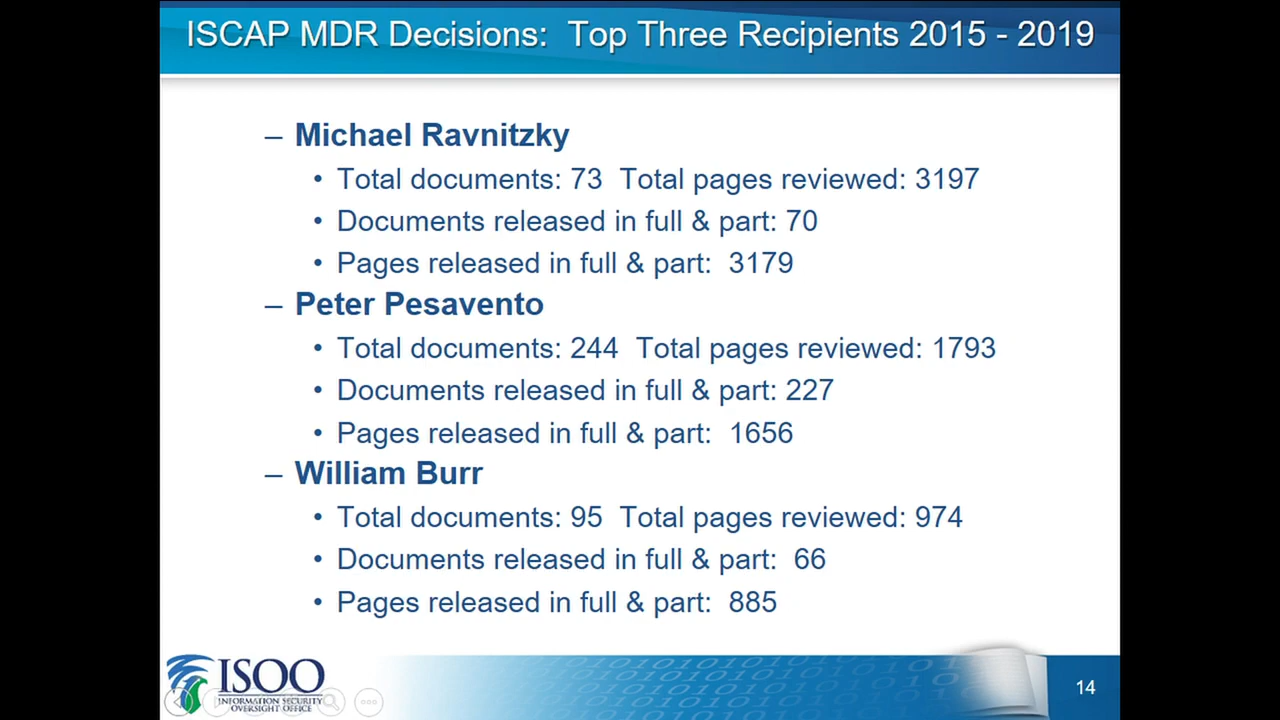 ISCAP MDR Decisions: Top Three Recipients 2015 - 2019
– Michael Ravnitzky
• Total documents: 73 Total pages reviewed: 3197
• Documents released in full & part: 70
• Pages released in full & part: 3179
– Peter Pesavento
• Total documents: 244 Total pages reviewed: 1793
• Documents released in full & part: 227
• Pages released in full & part: 1656
– William Burr
• Total documents: 95 Total pages reviewed: 974
• Documents released in full & part: 66
• Pages released in full & part: 885
ISOO
INFORMATION SECURITY
OVERSIGHT OFFICE
14